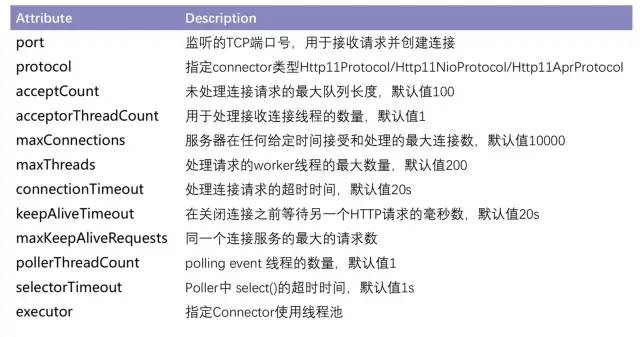 Attribute Description
port 监听的TCP端口号，用于接收请求并创建连接
protocol 指定connector类型Http11Protocol/Http11NioProtocol/Http11AprProtocol
acceptCount 未处理连接请求的最大队列长度，默认值100
acceptorThreadCount 用于处理接收连接线程的数量，默认值1
maxConnections 服务器在任何给定时间接受和处理的最大连接数，默认值10000
maxThreads 处理请求的worker线程的最大数量，默认值200
connectionTimeout 处理连接请求的超时时间，默认值20s
keepAliveTimeout 在关闭连接之前等待另一个HTTP请求的毫秒数，默认值20s
maxKeepAliveRequests 同一个连接服务的最大的请求数
pollerThreadCount polling event 线程的数量，默认值1
selectorTimeout Poller中 select()的超时时间，默认值1s
executor 指定Connector使用线程池